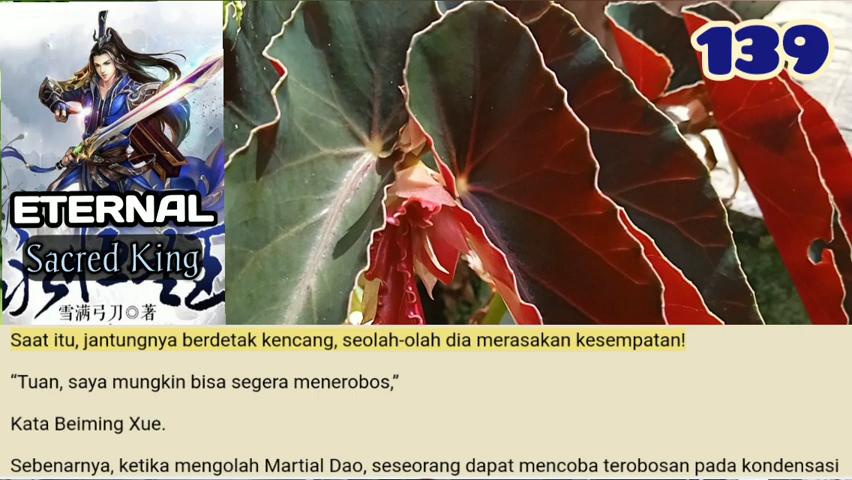 139
ETERNAL
Sacred King
雪满弓刀◎著
Saat itu, jantungnya berdetak kencang, seolah-olah dia merasakan kesempatan!
“Tuan, saya mungkin bisa segera menerobos,”
Kata Beiming Xue.
Sebenarnya, ketika mengolah Martial Dao, seseorang dapat mencoba terobosan pada kondensasi